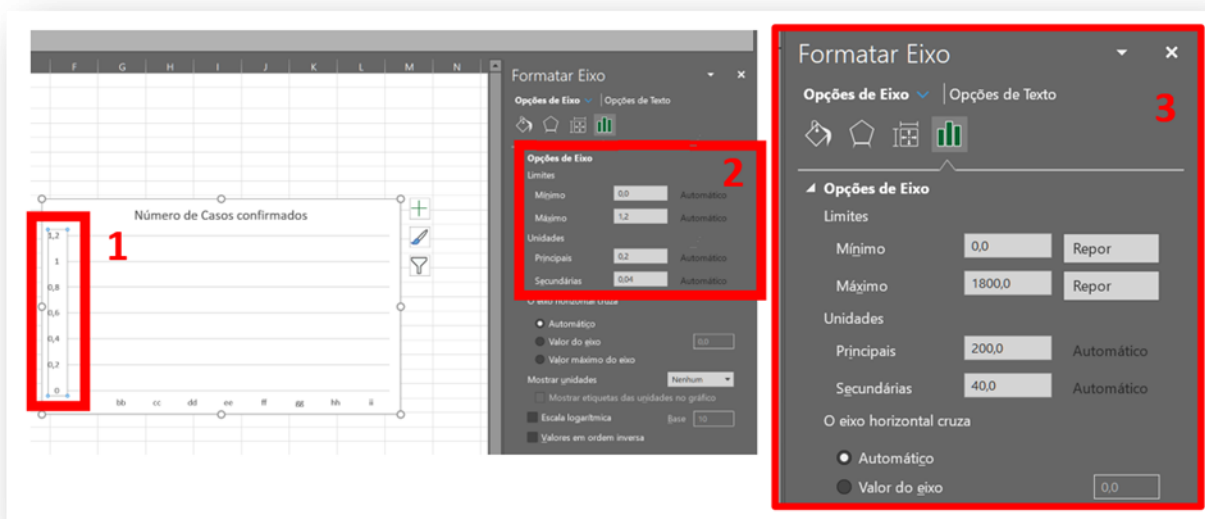 F G H I J K L M N
Número de Casos confirmados
1,2
1
0,8
0,6
0,4
0,2
0
bb cc dd ee ff gg hh ii
1
Formatar Eixo
Opções de Eixo Opções de Texto
2
Opções de Eixo
Limites
Mínimo 0,0 Automático
Máximo 1,2 Automático
Unidades
Principais 0,2 Automático
Secundárias 0,04 Automático
O eixo horizontal cruza
Automático
Valor do eixo 0,0
Valor máximo do eixo
Mostrar unidades Nenhum
Mostrar etiquetas das unidades no gráfico
Escala logarítmica Base 10
Valores em ordem inversa
Formatar Eixo
Opções de Eixo Opções de Texto
3
Opções de Eixo
Limites
Mínimo 0,0 Repor
Máximo 1800,0 Repor
Unidades
Principais 200,0 Automático
Secundárias 40,0 Automático
O eixo horizontal cruza
Automático
Valor do eixo 0,0